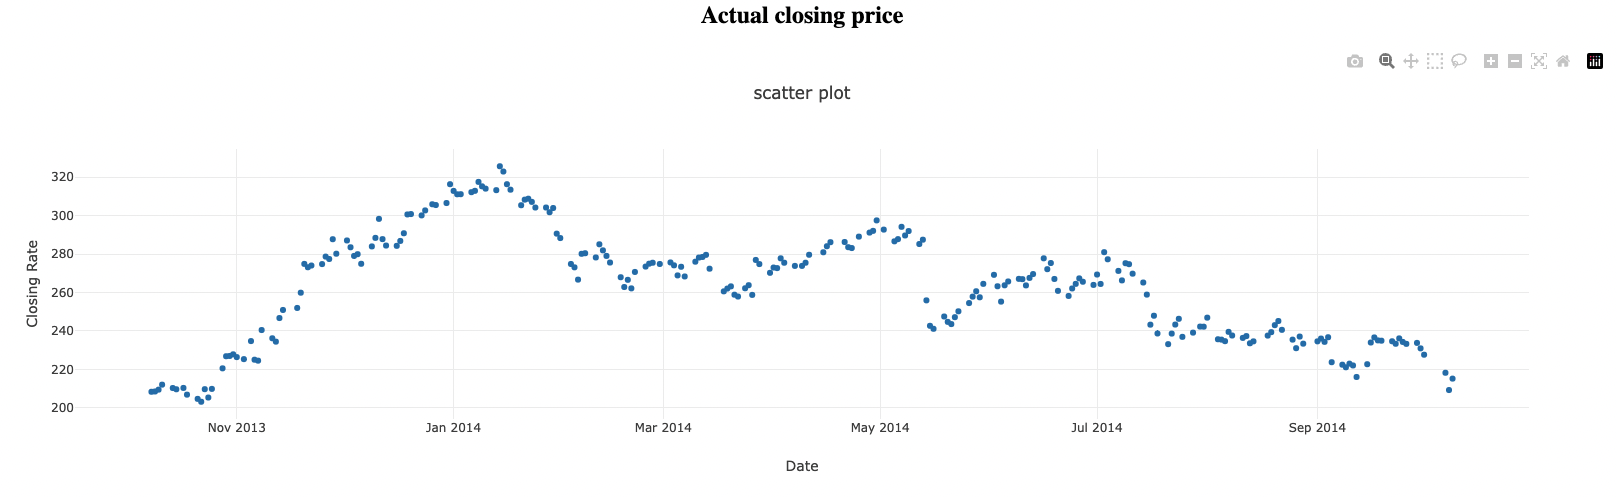 Actual closing price
scatter plot
320
300
280
260
240
220
200
Closing Rate
Nov 2013
Jan 2014
Mar 2014
May 2014
Jul 2014
Sep 2014
Date